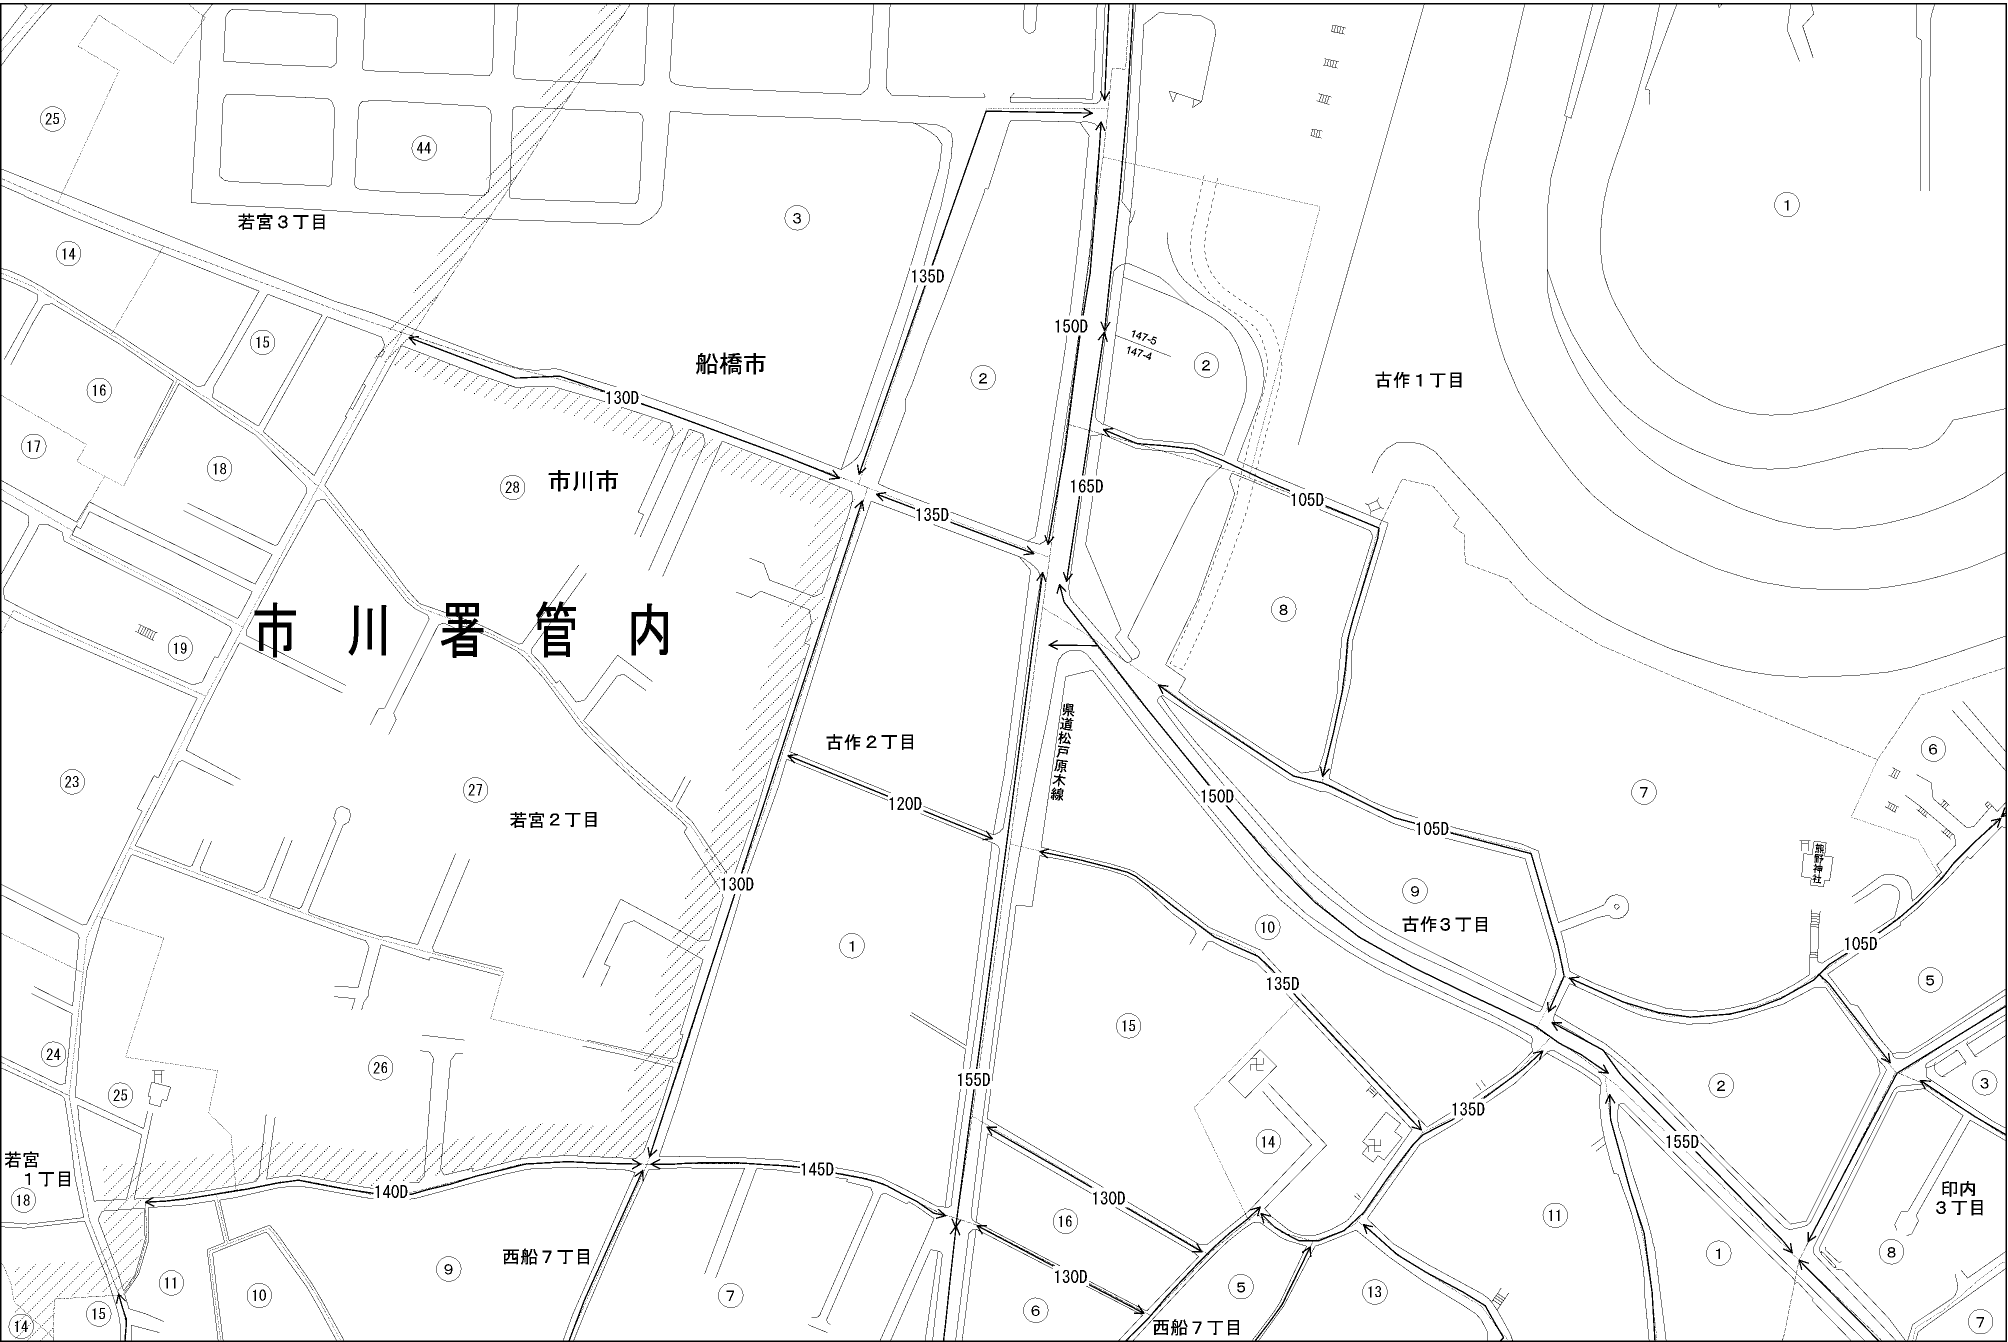 25
44
若宮３丁目
3
1
14
135D
15
150D
147-5
147-4
船橋市
2
2
古作１丁目
16
130D
17
18
28
市川市
165D
105D
135D
8
市川署管内
19
県道松戸原木線
古作２丁目
6
23
27
若宮２丁目
120D
150D
7
105D
熊野神社
130D
9
古作３丁目
10
1
105D
135D
5
15
24
26
25
155D
2
3
135D
14
155D
若宮
１丁目
18
140D
145D
130D
16
11
印内
３丁目
西船７丁目
9
11
10
7
130D
5
13
1
8
15
14
6
西船７丁目
7